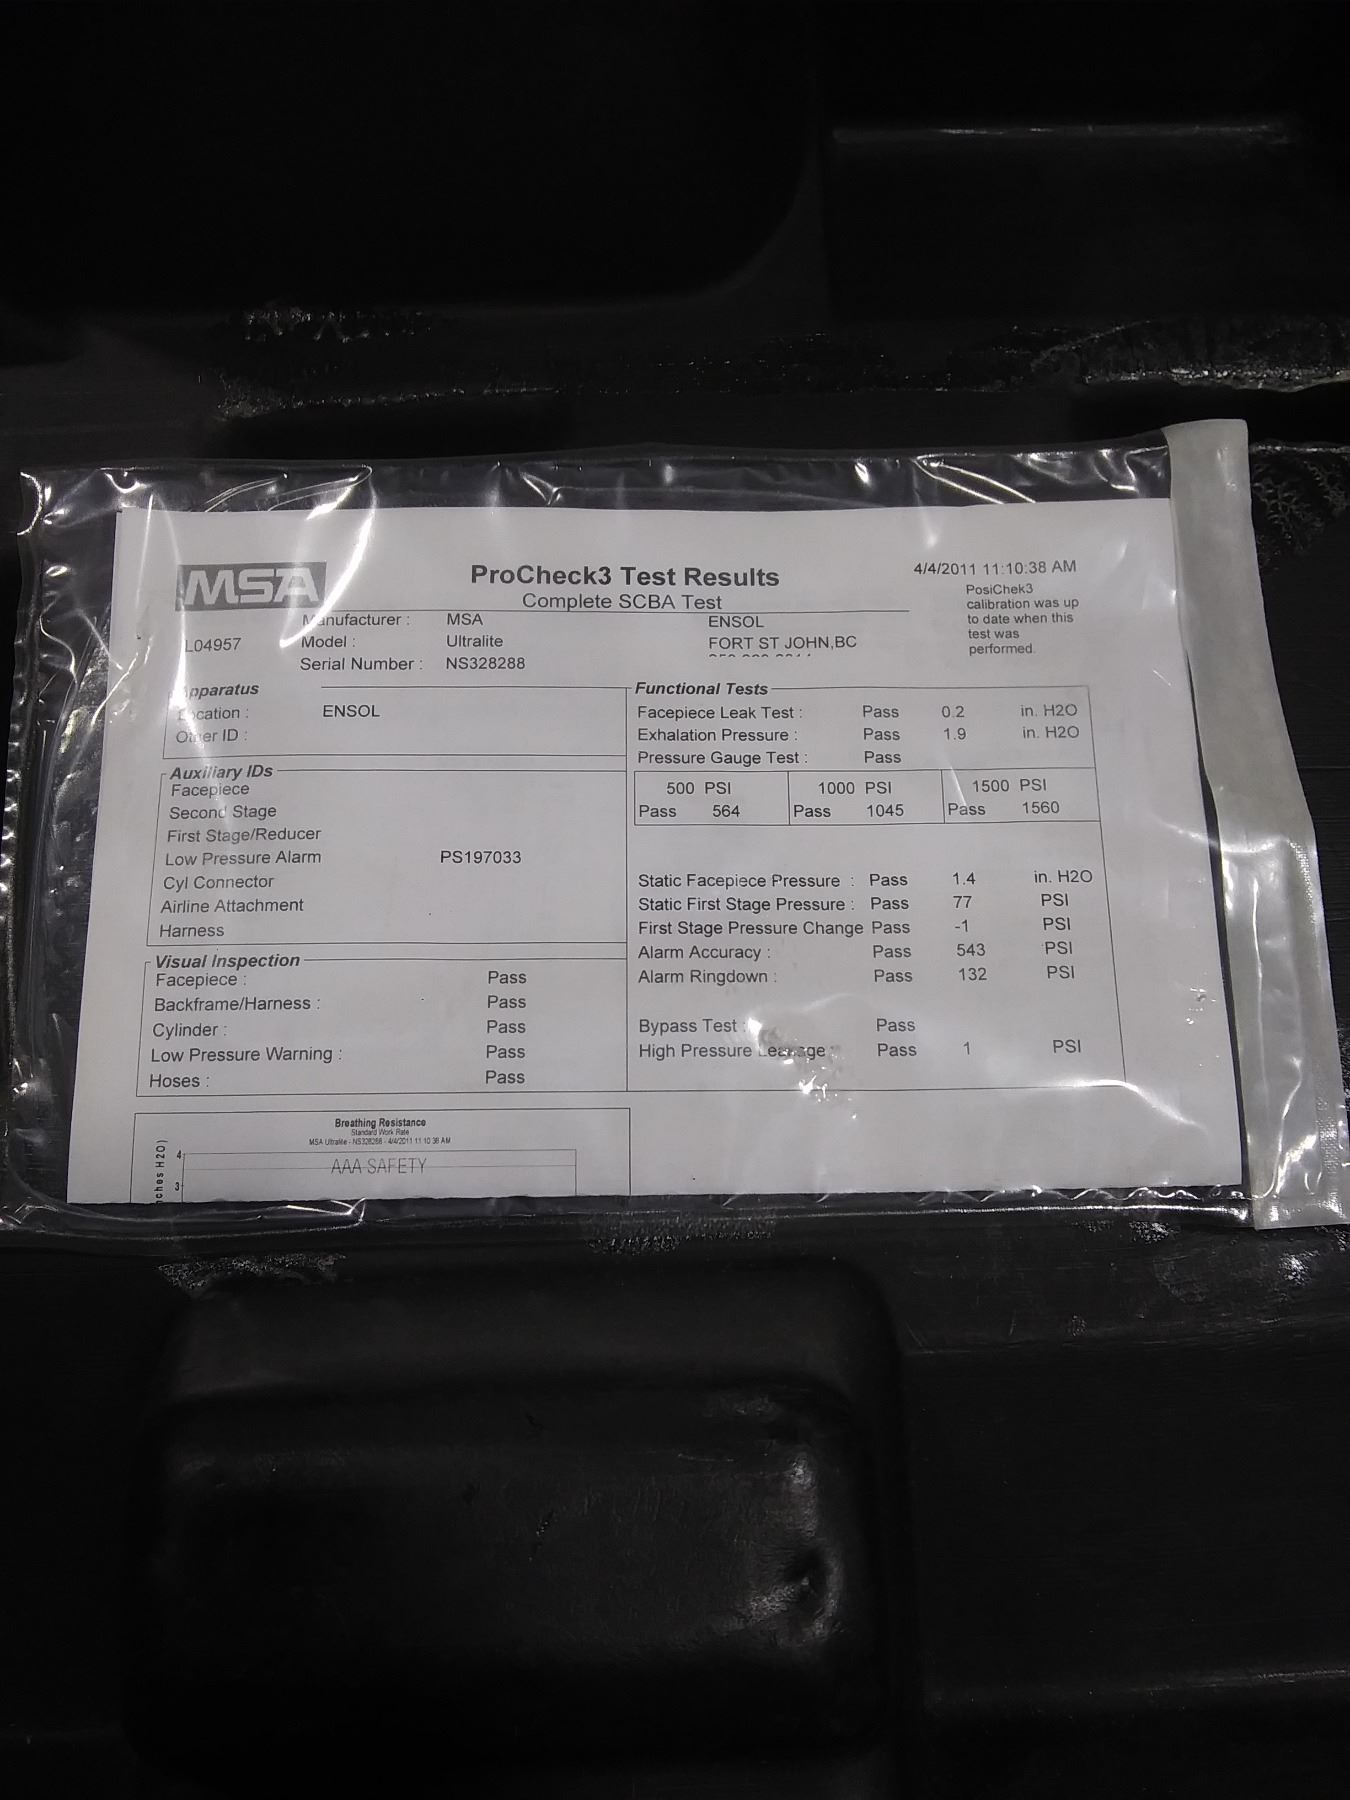 MSA
ProCheck3 Test Results
Complete SCBA Test
4/4/2011 11:10:38 AM
PosiChek3
calibration was up
to date when this
test was
performed.
L04957
Manufacturer : MSA
Model : Ultralite
Serial Number : NS328288
ENSOL
FORT ST JOHN,BC
Apparatus
Location : ENSOL
Other ID :
Auxiliary IDs
Facepiece
Second Stage
First Stage/Reducer
Low Pressure Alarm PS197033
Cyl Connector
Airline Attachment
Harness
Visual Inspection
Facepiece : Pass
Backframe/Harness : Pass
Cylinder : Pass
Low Pressure Warning : Pass
Hoses : Pass
Functional Tests
Facepiece Leak Test : Pass 0.2 in. H2O
Exhalation Pressure : Pass 1.9 in. H2O
Pressure Gauge Test : Pass
500 PSI 1000 PSI 1500 PSI
Pass 564 Pass 1045 Pass 1560
Static Facepiece Pressure : Pass 1.4 in. H2O
Static First Stage Pressure : Pass 77 PSI
First Stage Pressure Change Pass -1 PSI
Alarm Accuracy : Pass 543 PSI
Alarm Ringdown : Pass 132 PSI
Bypass Test : Pass
High Pressure Leakage : Pass 1 PSI
Breathing Resistance
Standard Work Rate
MSA Ultralite - NS328288 - 4/4/2011 11 10 38 AM
AAA SAFETY
4
3